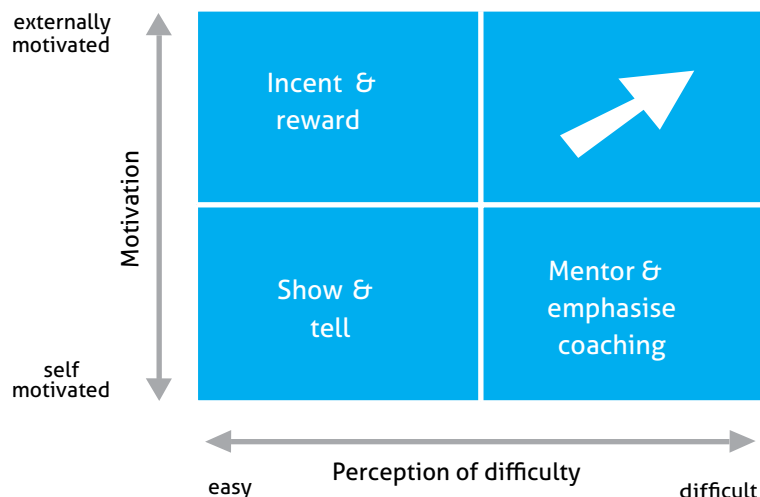 externally
motivated
Incent &
reward
Motivation
Show &
tell
Mentor &
emphasise
coaching
self
motivated
Perception of difficulty
easy
difficult